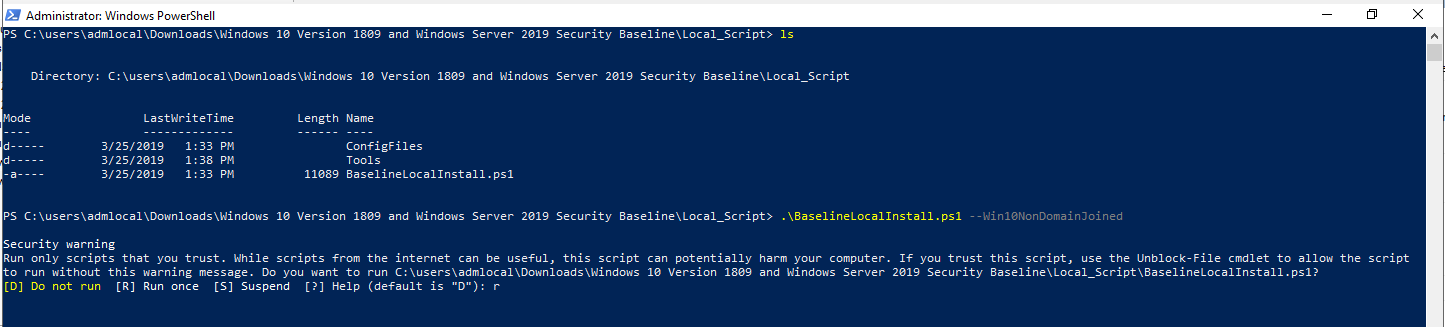 Administrator: Windows PowerShell
PS C:\users\admlocal\Downloads\Windows 10 Version 1809 and Windows Server 2019 Security Baseline\Local_Script> ls
Directory: C:\users\admlocal\Downloads\Windows 10 Version 1809 and Windows Server 2019 Security Baseline\Local_Script
Mode LastWriteTime Length Name
---- ------------- ------ ----
d----- 3/25/2019 1:33 PM ConfigFiles
d----- 3/25/2019 1:38 PM Tools
-a---- 3/25/2019 1:33 PM 11089 BaselineLocalInstall.ps1
PS C:\users\admlocal\Downloads\Windows 10 Version 1809 and Windows Server 2019 Security Baseline\Local_Script> .\BaselineLocalInstall.ps1 --Win10NonDomainJoined
Security warning
Run only scripts that you trust. While scripts from the internet can be useful, this script can potentially harm your computer. If you trust this script, use the Unblock-File cmdlet to allow the script
to run without this warning message. Do you want to run C:\users\admlocal\Downloads\Windows 10 Version 1809 and Windows Server 2019 Security Baseline\Local_Script\BaselineLocalInstall.ps1?
[D] Do not run [R] Run once [S] Suspend [?] Help (default is "D"): r